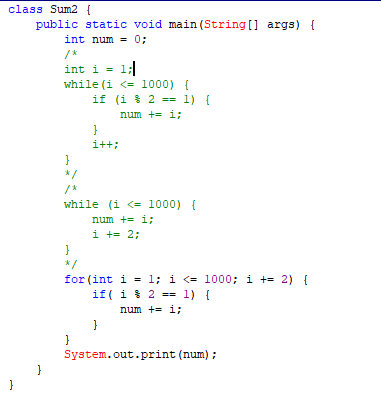 class Sum2 {
    public static void main(String[] args) {
        int num = 0;
        /*
        int i = 1;
        while(i <= 1000) {
            if (i % 2 == 1) {
                num += i;
            }
            i++;
        }
        */
        /*
        while (i <= 1000) {
            num += i;
            i += 2;
        }
        */
        for(int i = 1; i <= 1000; i += 2) {
            if( i % 2 == 1) {
                num += i;
            }
        }
        System.out.print(num);
    }
}